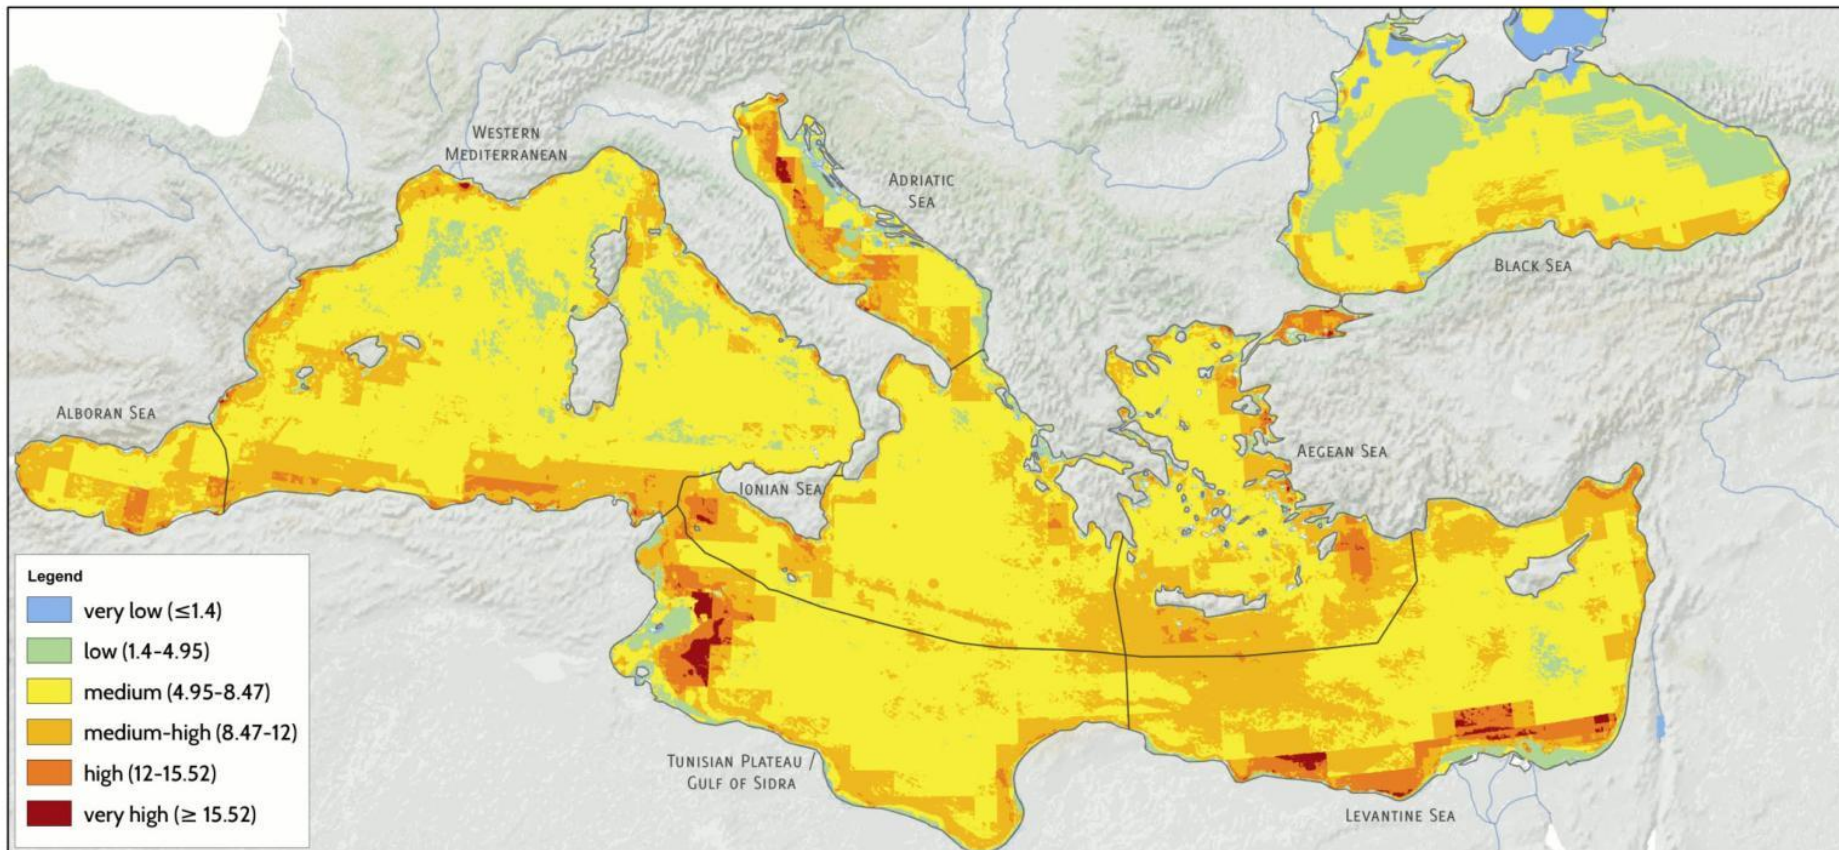 WESTERN
MEDITERRANEAN
ADRIATIC
SEA
BLACK SEA
ALBORAN SEA
AEGEAN SEA
IONIAN SEA
TUNISIAN PLATEAU /
GULF OF SIDRA
LEVANTINE SEA
Legend
very low (≤1.4)
low (1.4-4.95)
medium (4.95-8.47)
medium-high (8.47-12)
high (12-15.52)
very high (≥ 15.52)